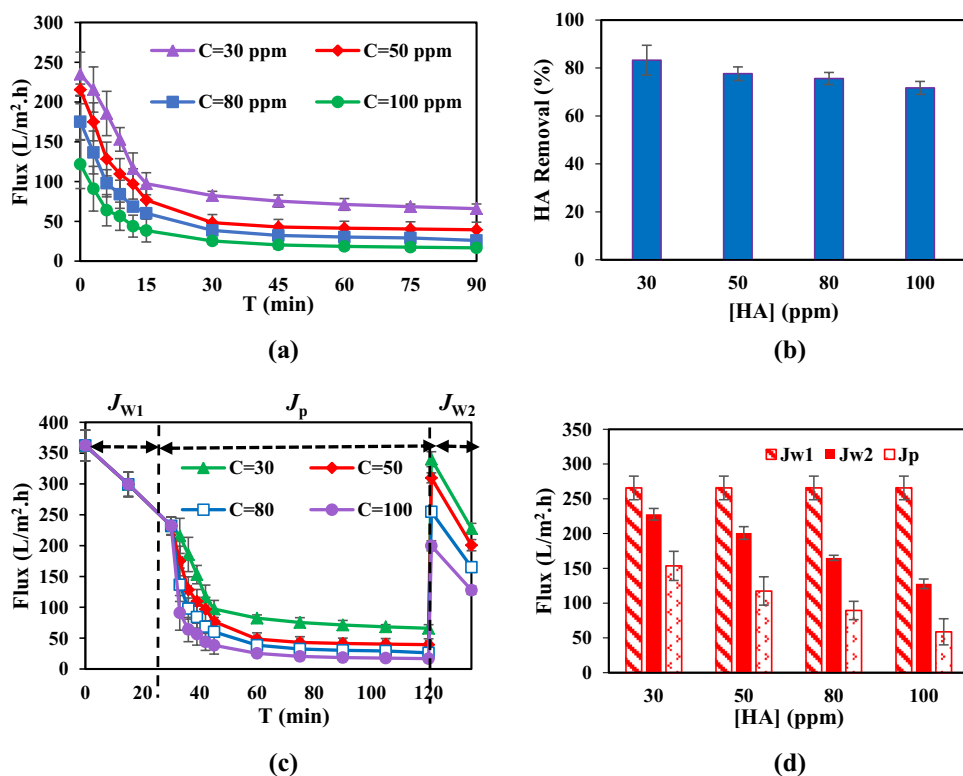 300
250
200
150
100
50
0
Flux (L/m².h)
C=30 ppm
C=50 ppm
C=80 ppm
C=100 ppm
0
15
30
45
60
75
90
T (min)
(a)
100
80
60
40
20
0
HA Removal (%)
30
50
80
100
[HA] (ppm)
(b)
JW1
Jp
JW2
400
350
300
250
200
150
100
50
0
Flux (L/m².h)
C=30
C=50
C=80
C=100
0
20
40
60
80
100
120
T (min)
(c)
350
300
250
200
150
100
50
0
Flux (L/m².h)
Jw1
Jw2
Jp
30
50
80
100
[HA] (ppm)
(d)